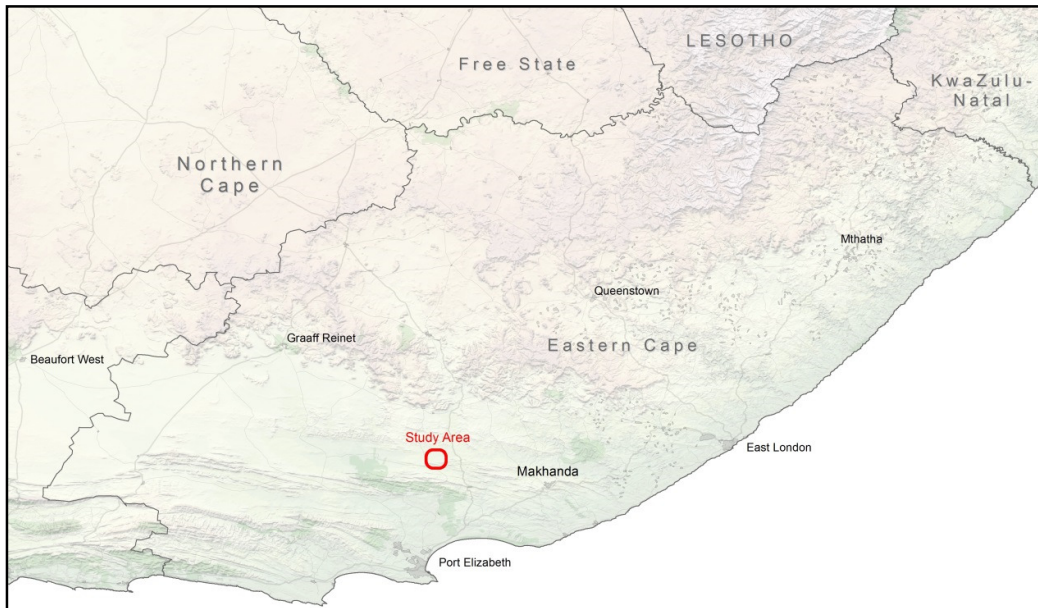 LESOTHO
Free State
KwaZulu-
Natal
Northern
Cape
Mthatha
Queenstown
Graaff Reinet
Eastern Cape
Beaufort West
Study Area
East London
Makhanda
Port Elizabeth